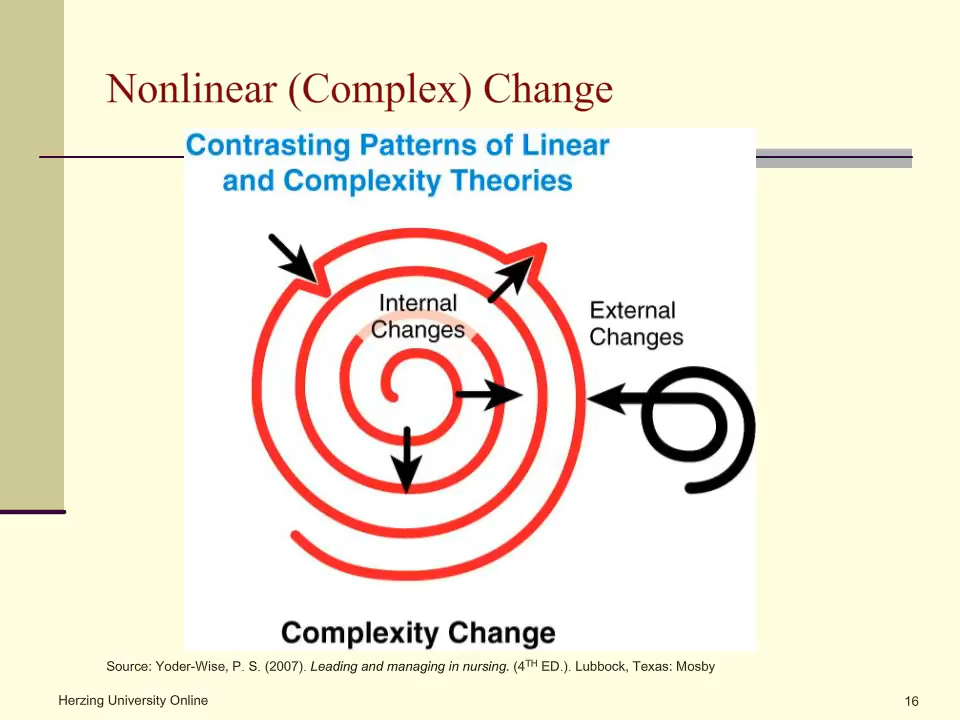 Nonlinear (Complex) Change
Contrasting Patterns of Linear
and Complexity Theories
Internal
Changes
External
Changes
Complexity Change
Source: Yoder-Wise, P. S. (2007). Leading and managing in nursing. (4TH ED.). Lubbock, Texas: Mosby
Herzing University Online
16